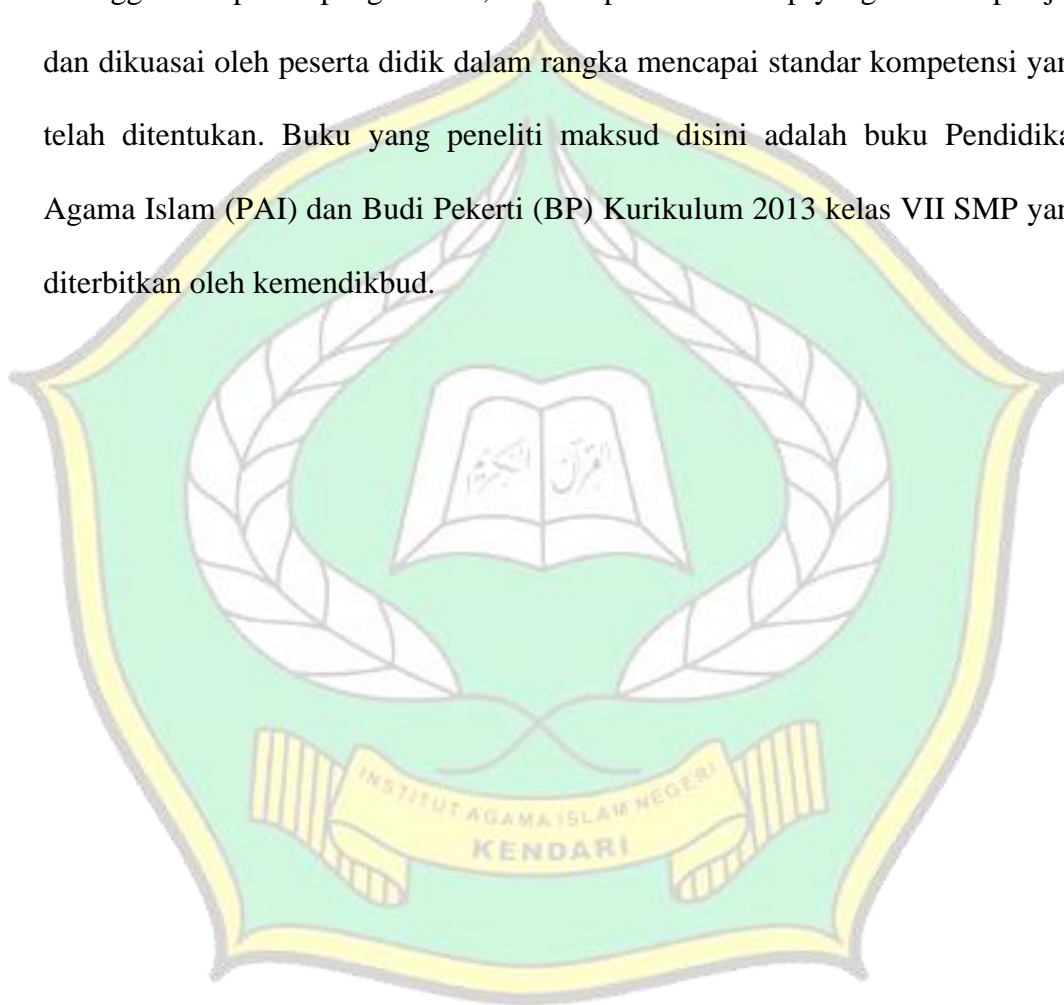 dan dikuasai oleh peserta didik dalam rangka mencapai standar kompetensi yan
telah ditentukan. Buku yang peneliti maksud disini adalah buku Pendidika
Agama Islam (PAI) dan Budi Pekerti (BP) Kurikulum 2013 kelas VII SMP yan
diterbitkan oleh kemendikbud.
القرآن الكريم
INSTITUT AGAMA ISLAM NEGERI
KENDARI